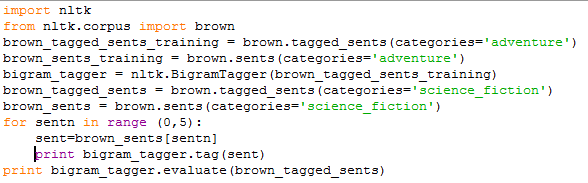 import nltk
from nltk.corpus import brown
brown_tagged_sents_training = brown.tagged_sents(categories='adventure')
brown_sents_training = brown.sents(categories='adventure')
bigram_tagger = nltk.BigramTagger(brown_tagged_sents_training)
brown_tagged_sents = brown.tagged_sents(categories='science_fiction')
brown_sents = brown.sents(categories='science_fiction')
for sentn in range (0,5):
    sent=brown_sents[sentn]
    print bigram_tagger.tag(sent)
print bigram_tagger.evaluate(brown_tagged_sents)